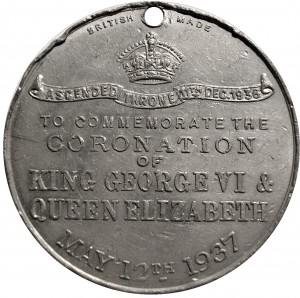 BRITISH MADE
ASCENDED THRONE 11TH DEC. 1936
TO COMMEMORATE THE
CORONATION
OF
KING GEORGE VI &
QUEEN ELIZABETH
MAY 12TH 1937